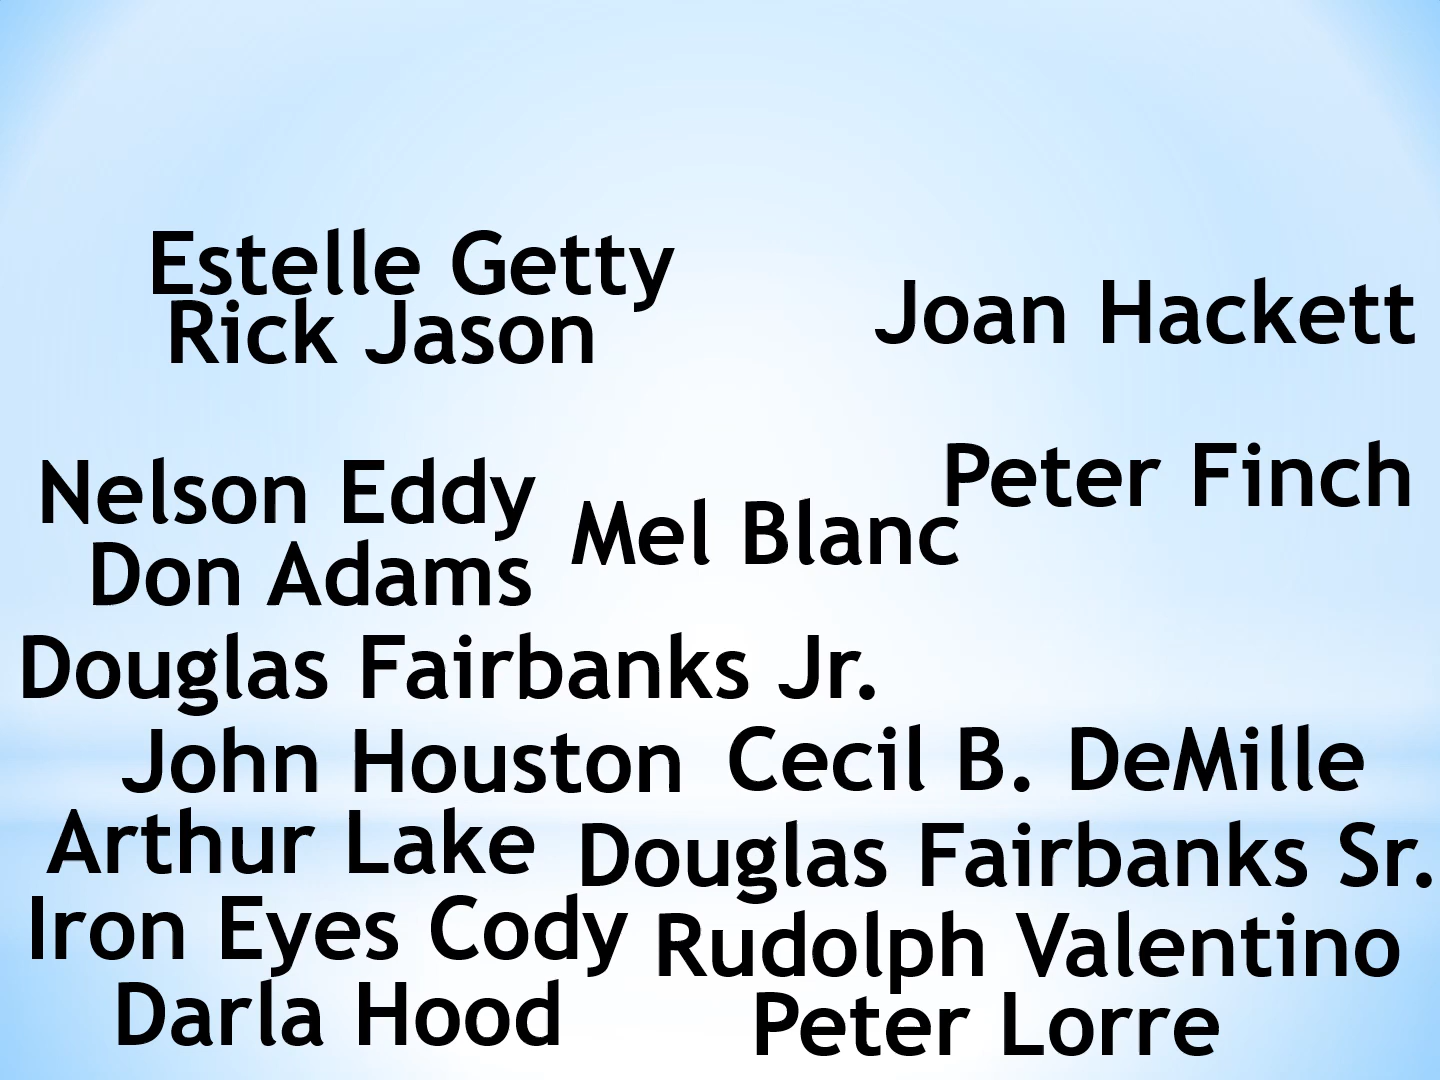 Estelle Getty
Rick Jason
Joan Hackett
Peter Finch
Nelson Eddy
Mel Blanc
Don Adams
Douglas Fairbanks Jr.
John Houston
Cecil B. DeMille
Arthur Lake
Douglas Fairbanks Sr.
Iron Eyes Cody
Rudolph Valentino
Darla Hood
Peter Lorre